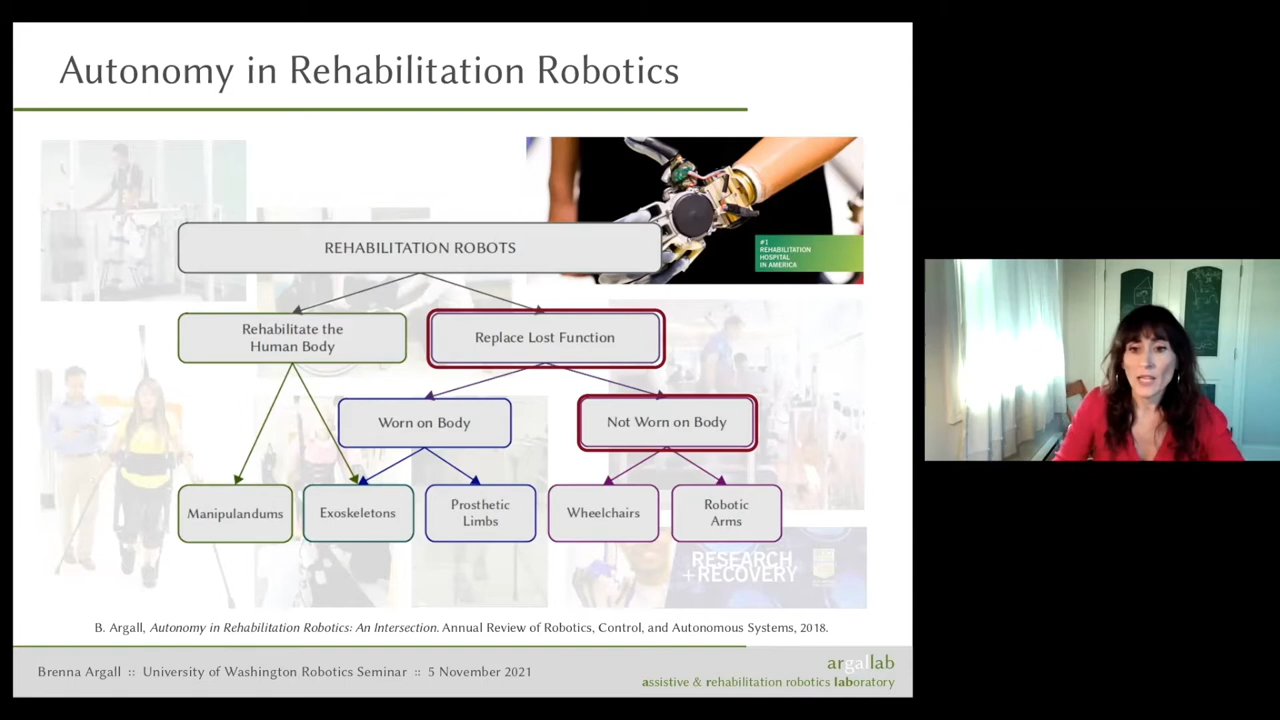 Autonomy in Rehabilitation Robotics
#1
REHABILITATION
HOSPITAL
IN AMERICA
REHABILITATION ROBOTS
Rehabilitate the
Human Body
Replace Lost Function
Worn on Body
Not Worn on Body
Manipulandums
Exoskeletons
Prosthetic
Limbs
Wheelchairs
Robotic
Arms
RESEARCH
+RECOVERY
B. Argall, Autonomy in Rehabilitation Robotics: An Intersection. Annual Review of Robotics, Control, and Autonomous Systems, 2018.
Brenna Argall :: University of Washington Robotics Seminar :: 5 November 2021
argallab
assistive & rehabilitation robotics laboratory